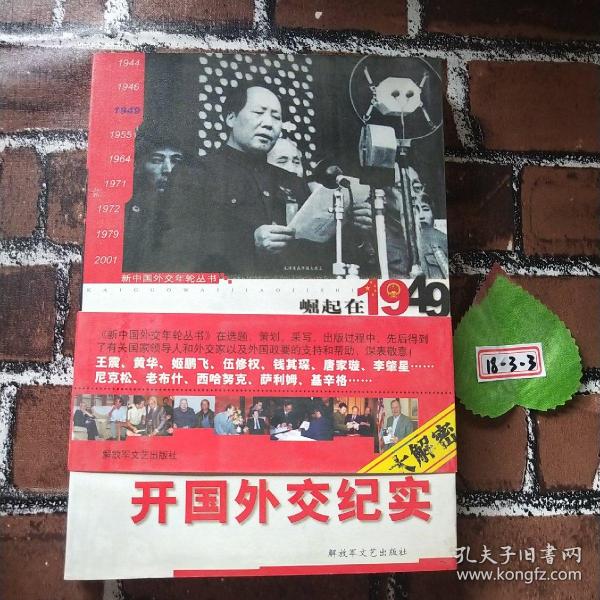 1944
1946
1949
1955
1964
1971
1972
1979
2001
新中国外交年轮丛书
KAIGUOWAIJIAOJISHI
崛起在1949
《新中国外交年轮丛书》在选题、策划、采写、出版过程中,先后得到
了有关国家领导人和外交家以及外国政要的支持和帮助,深表敬意!
王震、黄华、姬鹏飞、伍修权、钱其琛、唐家璇、李肇星……
尼克松、老布什、西哈努克、萨利姆、基辛格……
大解密
解放军文艺出版社
开国外交纪实
解放军文艺出版社
18-3-3
孔夫子旧书网
www.kongfz.com